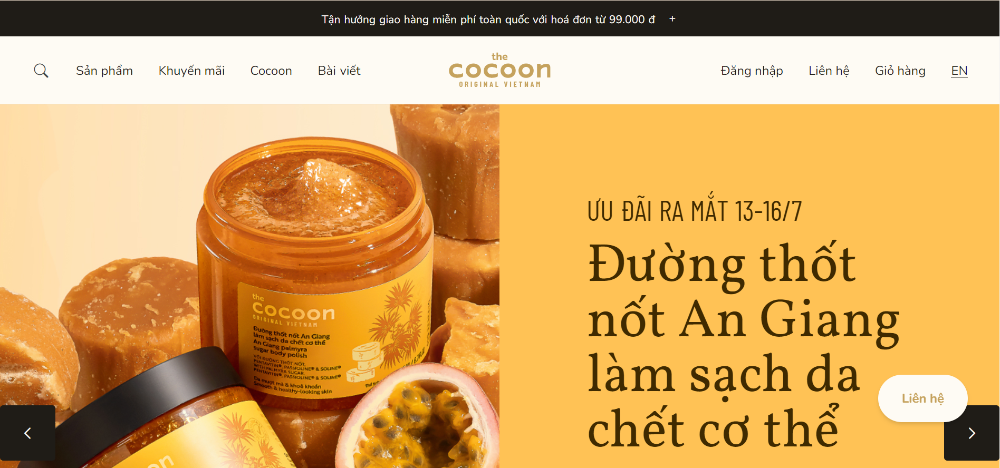 Tận hưởng giao hàng miễn phí toàn quốc với hoá đơn từ 99.000 đ +
Sản phẩm Khuyến mãi Cocoon Bài viết
the
cocoon
ORIGINAL VIETNAM
Đăng nhập Liên hệ Giỏ hàng EN
the
cocoon
ORIGINAL VIETNAM
Đường thốt nốt An Giang
làm sạch da chết cơ thể
An Giang palmyra
sugar body polish
VỚI ĐƯỜNG THỐT NỐT,
PENTAVITIN®, PASSIOLINE® & SOLINE®
WITH PALMYRA SUGAR,
PENTAVITIN®, PASSIOLINE® & SOLINE®
Da mượt mà & khoẻ khoắn
Smooth & healthy-looking skin
Thể tích
ƯU ĐÃI RA MẮT 13-16/7
Đường thốt
nốt An Giang
làm sạch da
chết cơ thể
Liên hệ